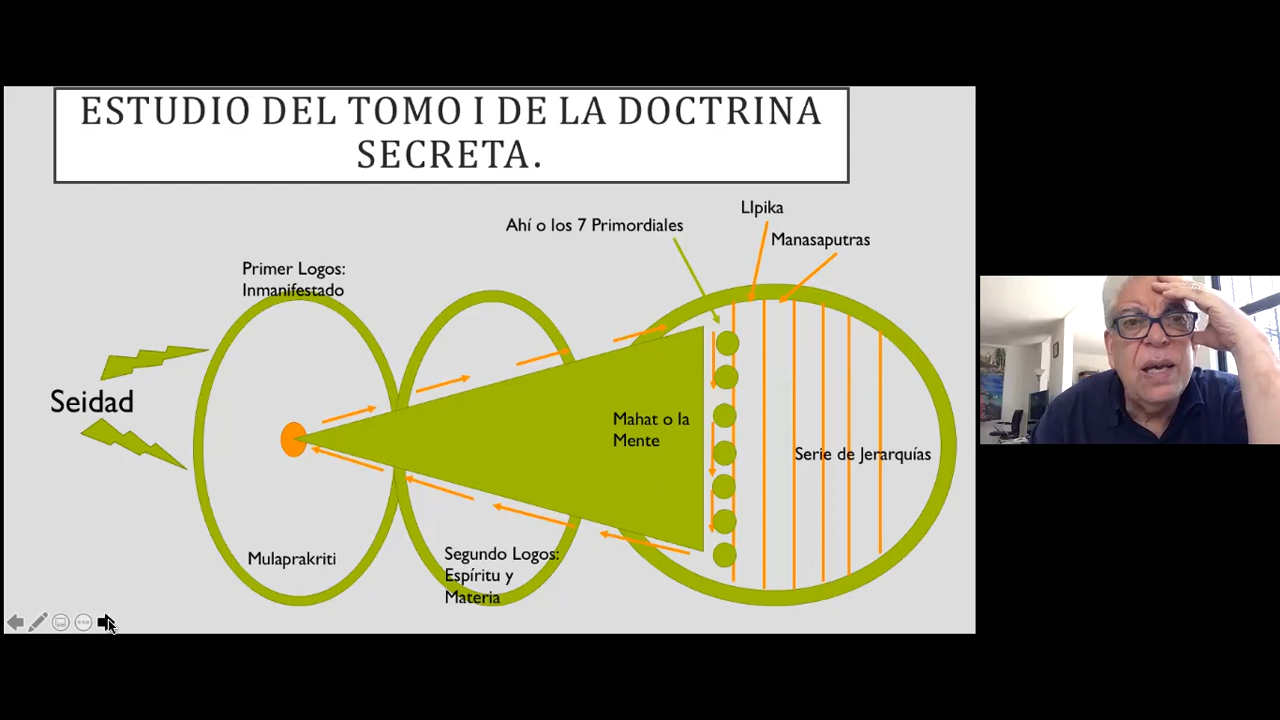 ESTUDIO DEL TOMO I DE LA DOCTRINA
SECRETA.
LIpika
Ahí o los 7 Primordiales
Manasaputras
Primer Logos:
Inmanifestado
Seidad
Mahat o la
Mente
Serie de Jerarquías
Mulaprakriti
Segundo Logos:
Espíritu y
Materia